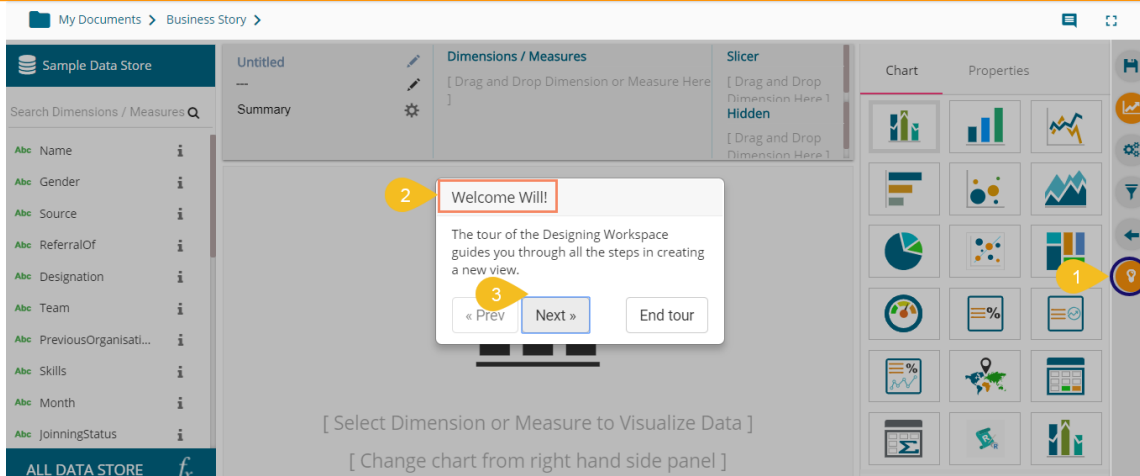 My Documents > Business Story >
Sample Data Store
Search Dimensions / Measures
Abc Name i
Abc Gender i
Abc Source i
Abc ReferralOf i
Abc Designation i
Abc Team i
Abc PreviousOrganisati... i
Abc Skills i
Abc Month i
Abc JoinningStatus i
ALL DATA STORE fx
Untitled
---
Summary
Dimensions / Measures
[ Drag and Drop Dimension or Measure Here
]
Slicer
[ Drag and Drop
Dimension Here ]
Hidden
[ Drag and Drop
Dimension Here ]
2
Welcome Will!
The tour of the Designing Workspace
guides you through all the steps in creating
a new view.
3
« Prev Next » End tour
[ Select Dimension or Measure to Visualize Data ]
[ Change chart from right hand side panel ]
Chart Properties
1
%
%
Σ